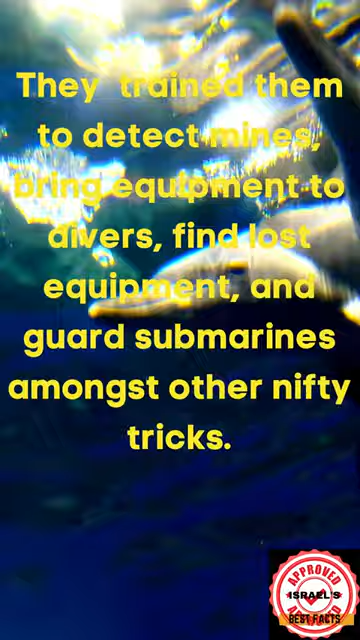 They trained them
to detect mines,
bring equipment to
divers, find lost
equipment, and
guard submarines
amongst other nifty
tricks.
APPROVED
ISRAEL'S
BEST FACTS